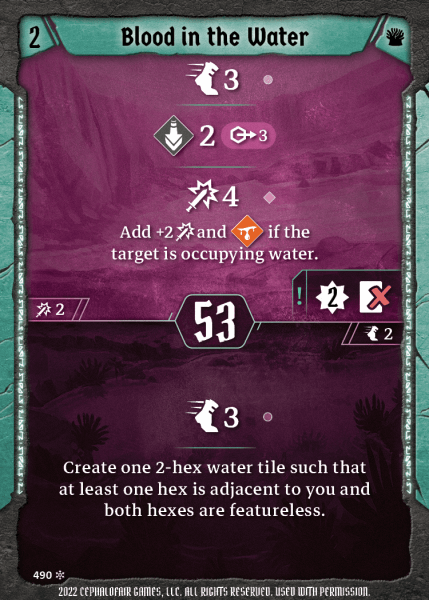 2 Blood in the Water
3
2 3
4
Add +2 and if the
target is occupying water.
! 2
2 53
2
3
Create one 2-hex water tile such that
at least one hex is adjacent to you and
both hexes are featureless.
490
2022 CEPHALOFAIR GAMES, LLC. ALL RIGHTS RESERVED. USED WITH PERMISSION.